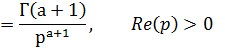 = Γ(a + 1) / p^(a+1) ,    Re(p) > 0